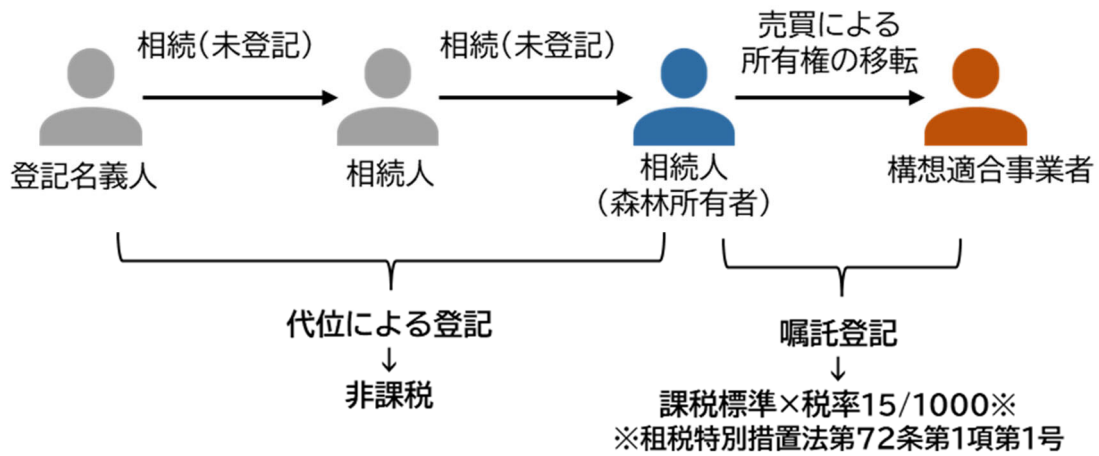 相続(未登記)
相続(未登記)
売買による
所有権の移転
登記名義人
相続人
相続人
(森林所有者)
構想適合事業者
代位による登記
↓
非課税
嘱託登記
↓
課税標準×税率15/1000※
※租税特別措置法第72条第1項第1号